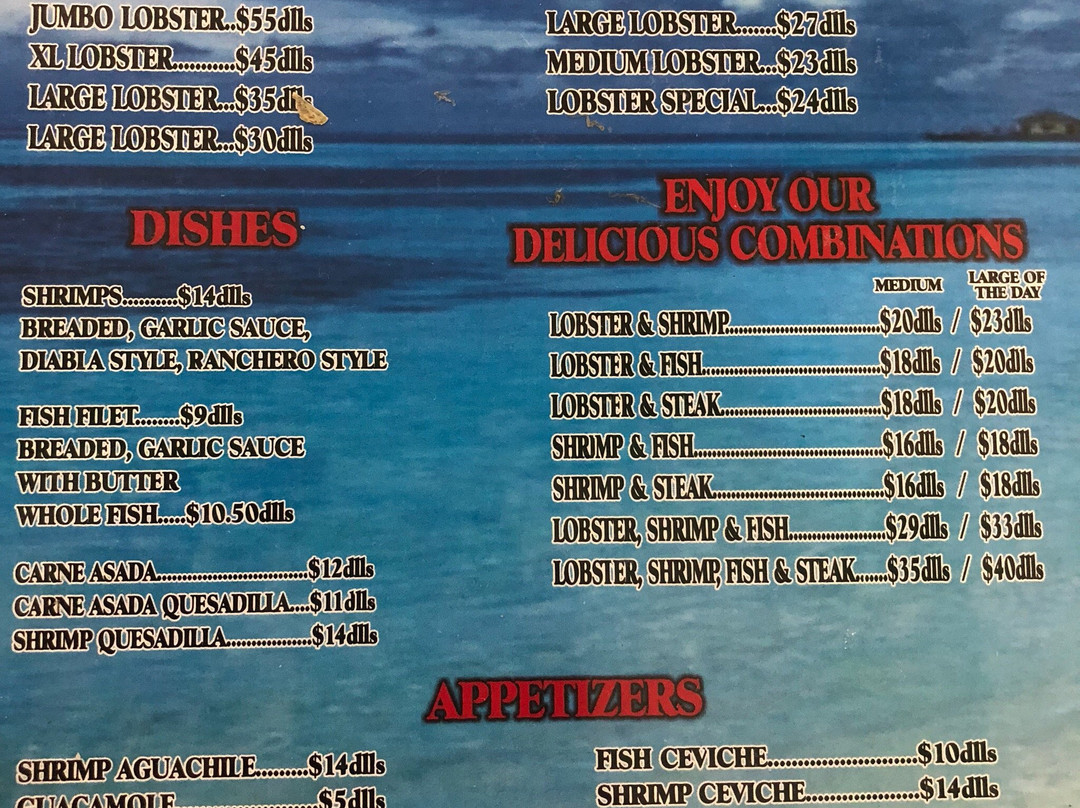 JUMBO LOBSTER..$55dlls
XL LOBSTER............$45dlls
LARGE LOBSTER...$35dlls
LARGE LOBSTER...$30dlls
LARGE LOBSTER.......$27dlls
MEDIUM LOBSTER...$23dlls
LOBSTER SPECIAL...$24dlls
DISHES
SHRIMPS...........$14dlls
BREADED, GARLIC SAUCE,
DIABLA STYLE, RANCHERO STYLE
FISH FILET.........$9dlls
BREADED, GARLIC SAUCE
WITH BUTTER
WHOLE FISH.....$10.50dlls
CARNE ASADA.................................$12dlls
CARNE ASADA QUESADILLA....$11dlls
SHRIMP QUESADILLA..................$14dlls
ENJOY OUR
DELICIOUS COMBINATIONS
MEDIUM LARGE OF
THE DAY
LOBSTER & SHRIMP..................................$20dlls / $23dlls
LOBSTER & FISH.......................................$18dlls / $20dlls
LOBSTER & STEAK...................................$18dlls / $20dlls
SHRIMP & FISH.........................................$16dlls / $18dlls
SHRIMP & STEAK.....................................$16dlls / $18dlls
LOBSTER, SHRIMP & FISH.....................$29dlls / $33dlls
LOBSTER, SHRIMP, FISH & STEAK.......$35dlls / $40dlls
APPETIZERS
SHRIMP AGUACHILE.........$14dlls
GUACAMOLE.........................$5dlls
FISH CEVICHE..........................$10dlls
SHRIMP CEVICHE....................$14dlls